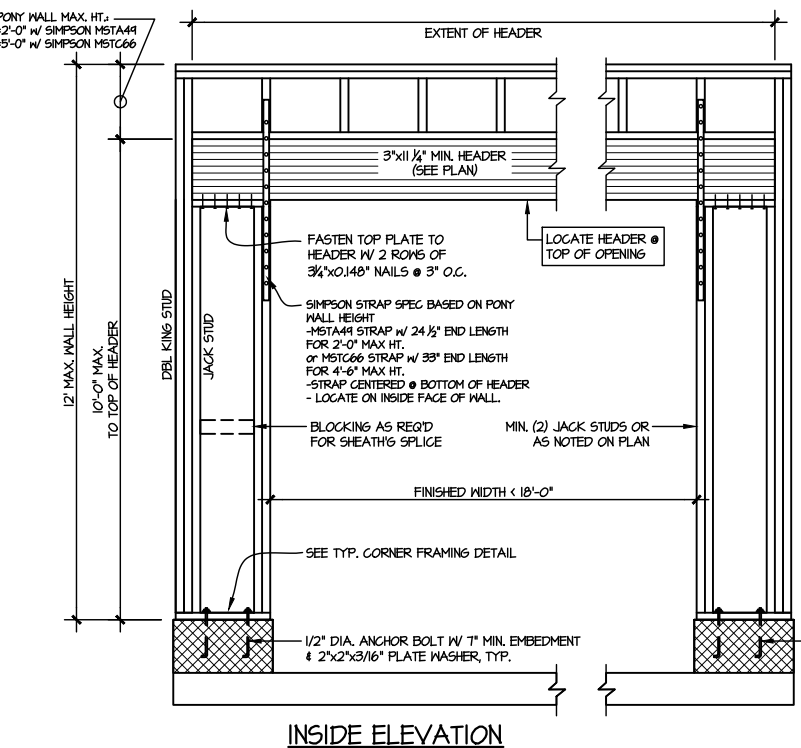 PONY WALL MAX. HT.:
=2'-0" W/ SIMPSON MSTA49
=5'-0" W/ SIMPSON MSTC66
EXTENT OF HEADER
3"x11 1/4" MIN. HEADER
(SEE PLAN)
FASTEN TOP PLATE TO
HEADER W/ 2 ROWS OF
3 1/4"x0.148" NAILS @ 3" O.C.
LOCATE HEADER @
TOP OF OPENING
SIMPSON STRAP SPEC BASED ON PONY
WALL HEIGHT
-MSTA49 STRAP w/ 24 1/2" END LENGTH
FOR 2'-0" MAX HT.
or MSTC66 STRAP w/ 33" END LENGTH
FOR 4'-6" MAX HT.
-STRAP CENTERED @ BOTTOM OF HEADER
- LOCATE ON INSIDE FACE OF WALL.
12' MAX. WALL HEIGHT
10'-0" MAX.
TO TOP OF HEADER
DBL KING STUD
JACK STUD
BLOCKING AS REQ'D
FOR SHEATH'G SPLICE
MIN. (2) JACK STUDS OR
AS NOTED ON PLAN
FINISHED WIDTH < 18'-0"
SEE TYP. CORNER FRAMING DETAIL
1/2" DIA. ANCHOR BOLT W/ 7" MIN. EMBEDMENT
& 2"x2"x3/16" PLATE WASHER, TYP.
INSIDE ELEVATION